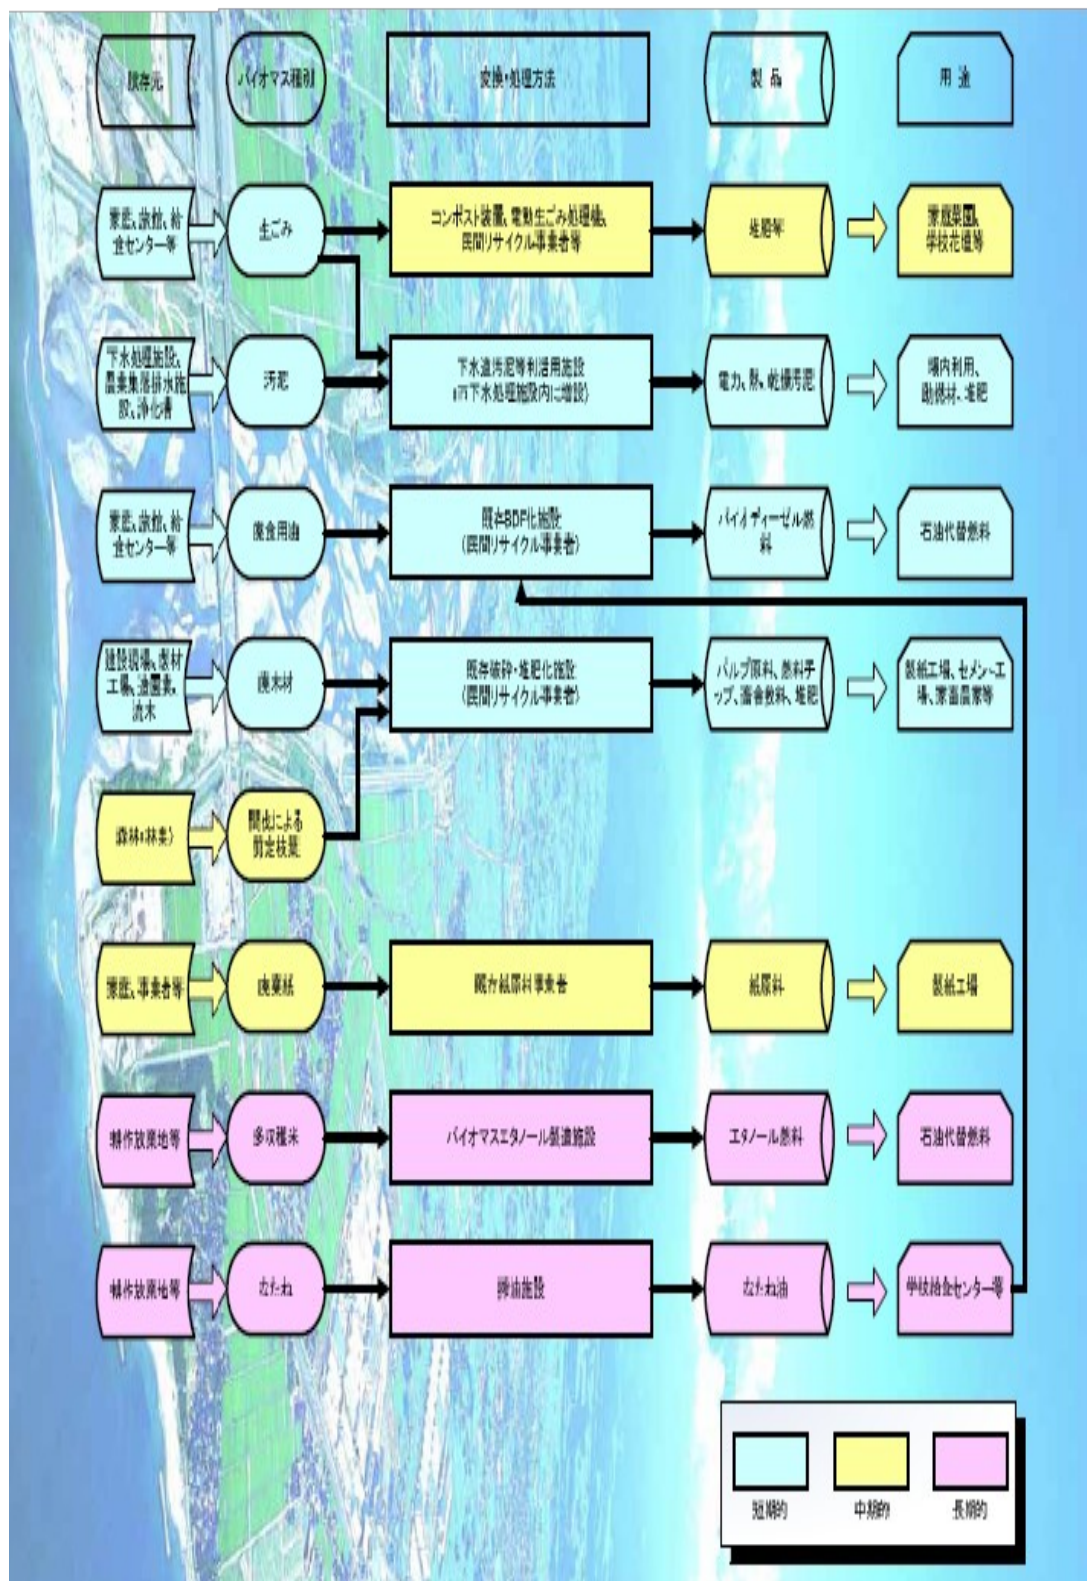 賦存元
バイオマス種別
変換・処理方法
製 品
用 途
家庭、旅館、給
食センター等
生ごみ
コンポスト装置、電動生ごみ処理機、
民間リサイクル事業者等
堆肥等
家庭菜園、
学校花壇等
下水処理施設、
農業集落排水施
設、浄化槽
汚泥
下水道汚泥等利活用施設
(市下水処理施設内に増設)
電力、熱、乾燥汚泥
場内利用、
助燃材、堆肥
家庭、旅館、給
食センター等
廃食用油
既存BDF化施設
(民間リサイクル事業者)
バイオディーゼル燃
料
石油代替燃料
建設現場、製材
工場、造園業、
流木
廃木材
既存破砕・堆肥化施設
(民間リサイクル事業者)
パルプ原料、燃料チ
ップ、畜舎敷料、堆肥
製紙工場、セメント工
場、家畜農家等
森林(林業)
間伐による
剪定枝葉
家庭、事業者等
廃棄紙
既存紙原料事業者
紙原料
製紙工場
耕作放棄地等
多収穫米
バイオマスエタノール製造施設
エタノール燃料
石油代替燃料
耕作放棄地等
なたね
搾油施設
なたね油
学校給食センター等
短期的
中期的
長期的